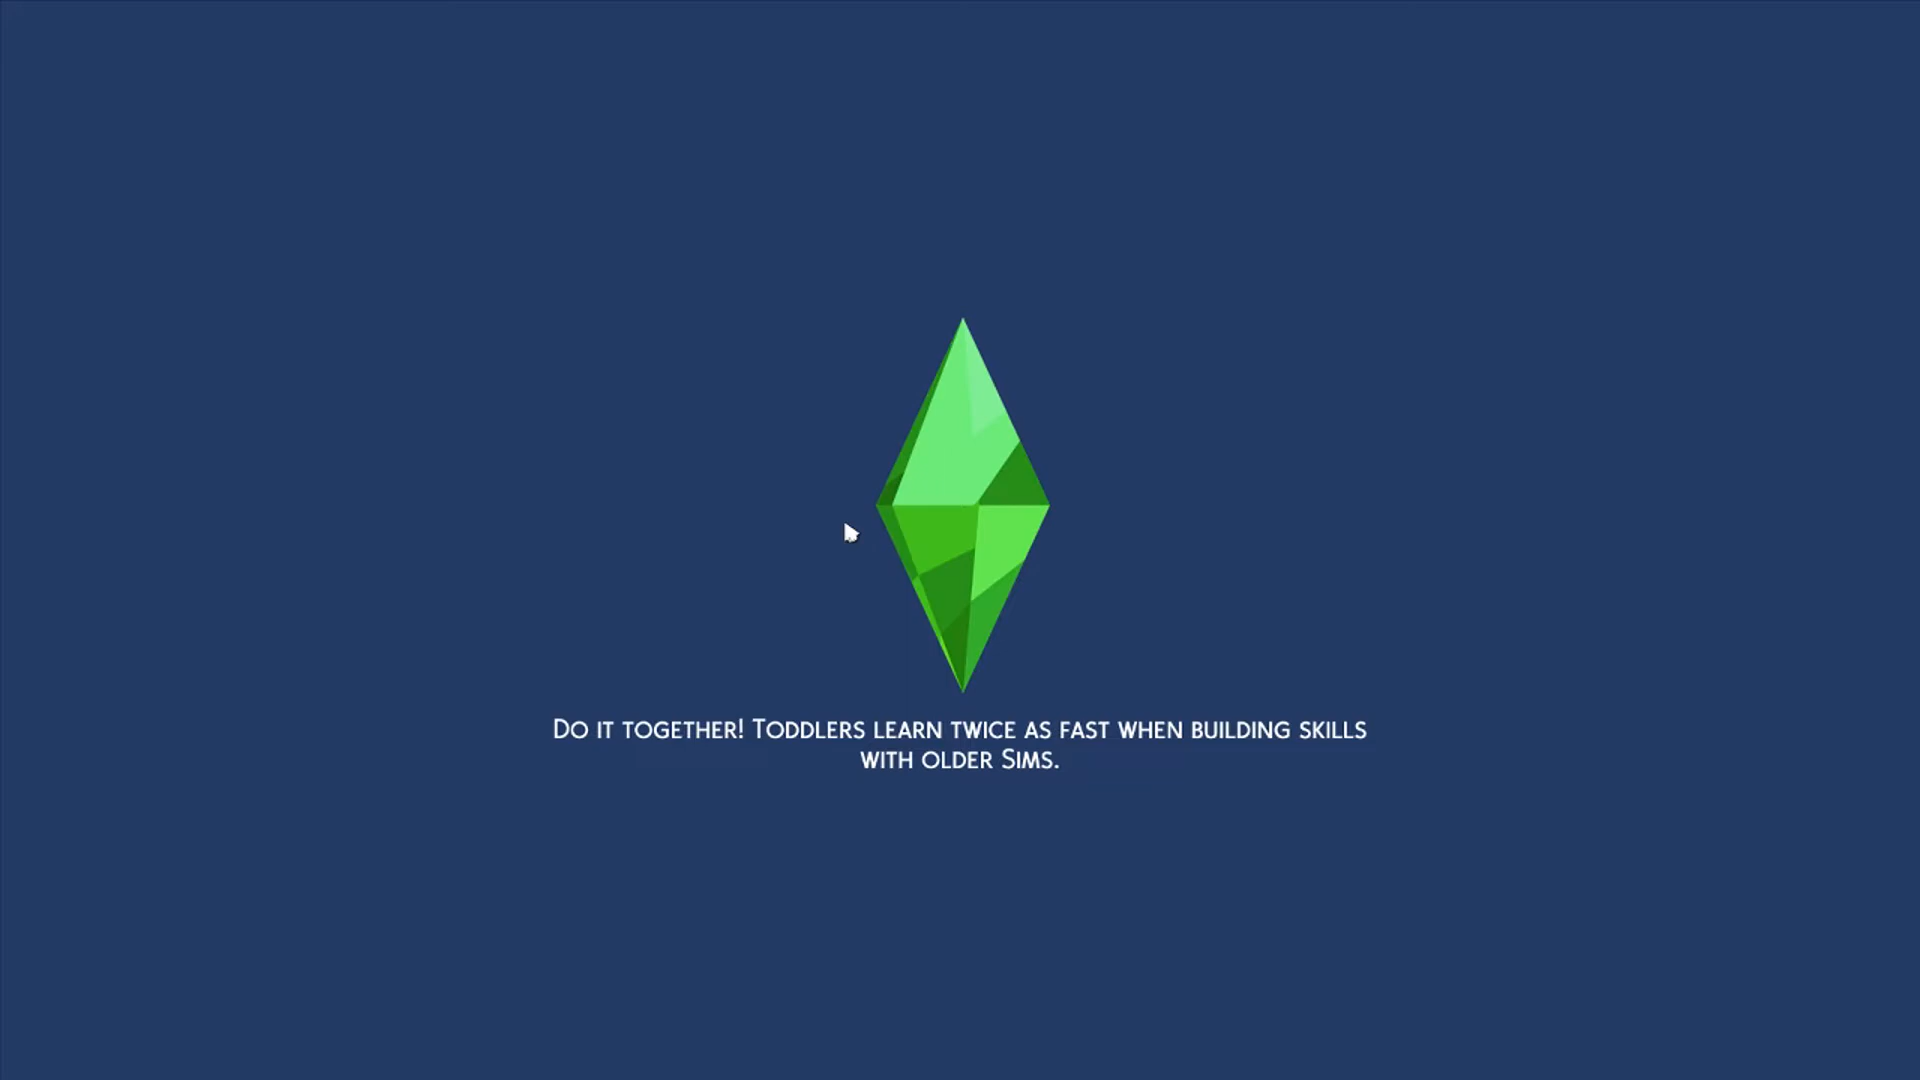 Do it together! Toddlers learn twice as fast when building skills
with older Sims.